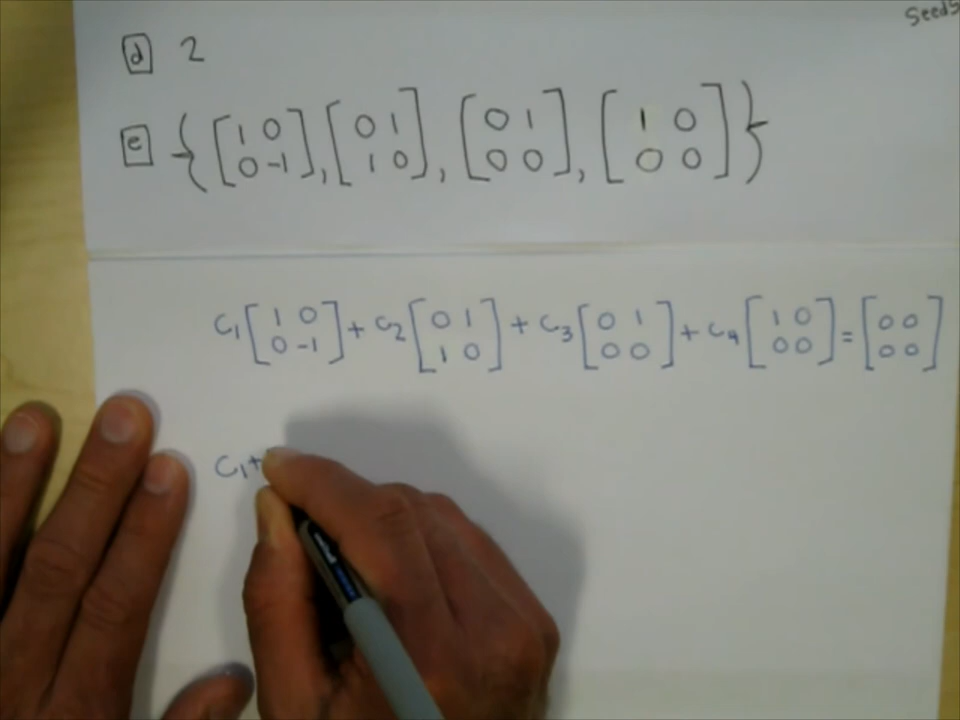 Seeds
d 2
e { [1 0; 0 -1], [0 1; 1 0], [0 1; 0 0], [1 0; 0 0] }
c₁ [1 0; 0 -1] + c₂ [0 1; 1 0] + c₃ [0 1; 0 0] + c₄ [1 0; 0 0] = [0 0; 0 0]
c₁ +